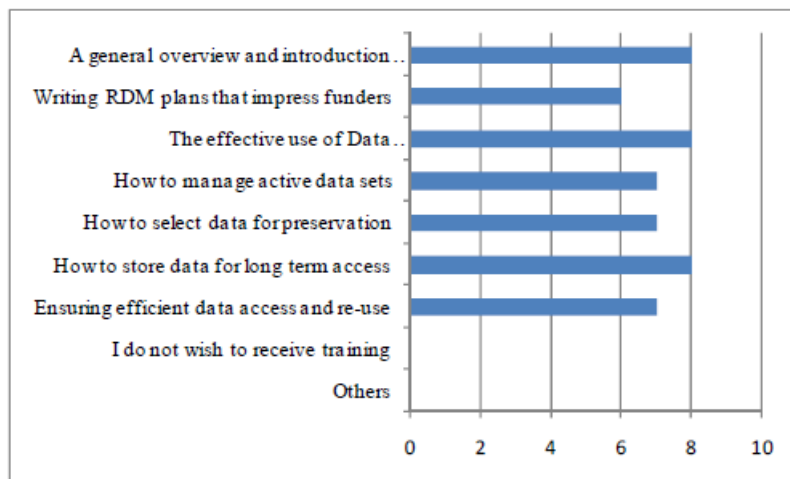 A general overview and introduction ..
Writing RDM plans that impress funders
The effective use of Data ..
How to manage active data sets
How to select data for preservation
How to store data for long term access
Ensuring efficient data access and re-use
I do not wish to receive training
Others
0 2 4 6 8 10